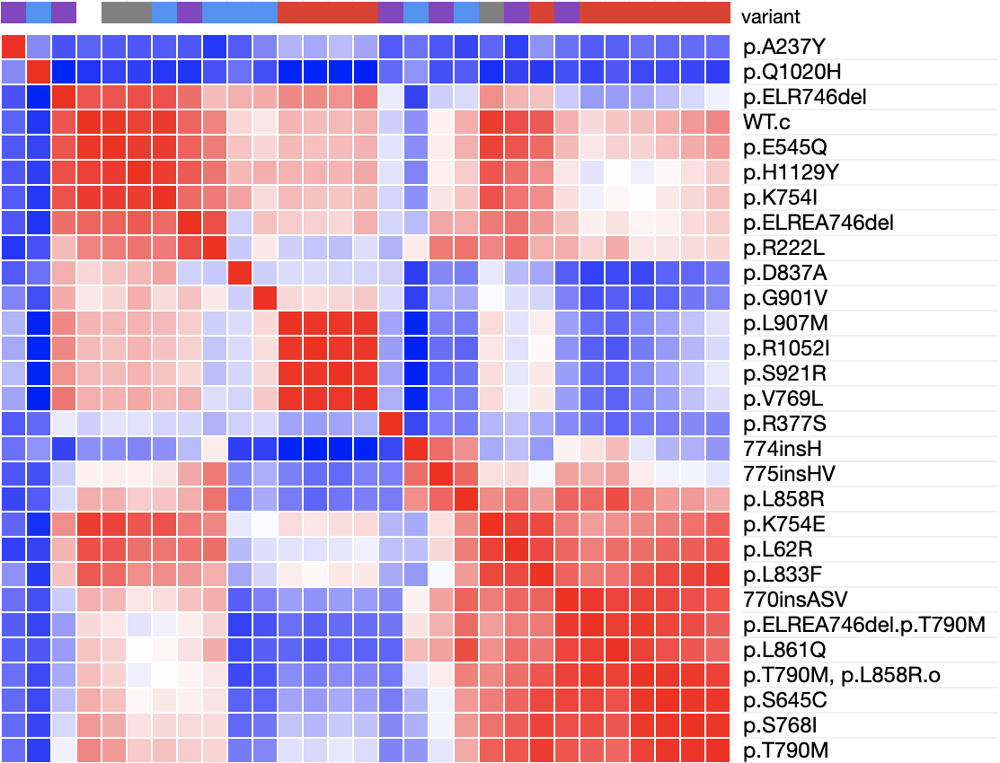 variant
p.A237Y
p.Q1020H
p.ELR746del
WT.c
p.E545Q
p.H1129Y
p.K754I
p.ELREA746del
p.R222L
p.D837A
p.G901V
p.L907M
p.R1052I
p.S921R
p.V769L
p.R377S
774insH
775insHV
p.L858R
p.K754E
p.L62R
p.L833F
770insASV
p.ELREA746del.p.T790M
p.L861Q
p.T790M, p.L858R.o
p.S645C
p.S768I
p.T790M